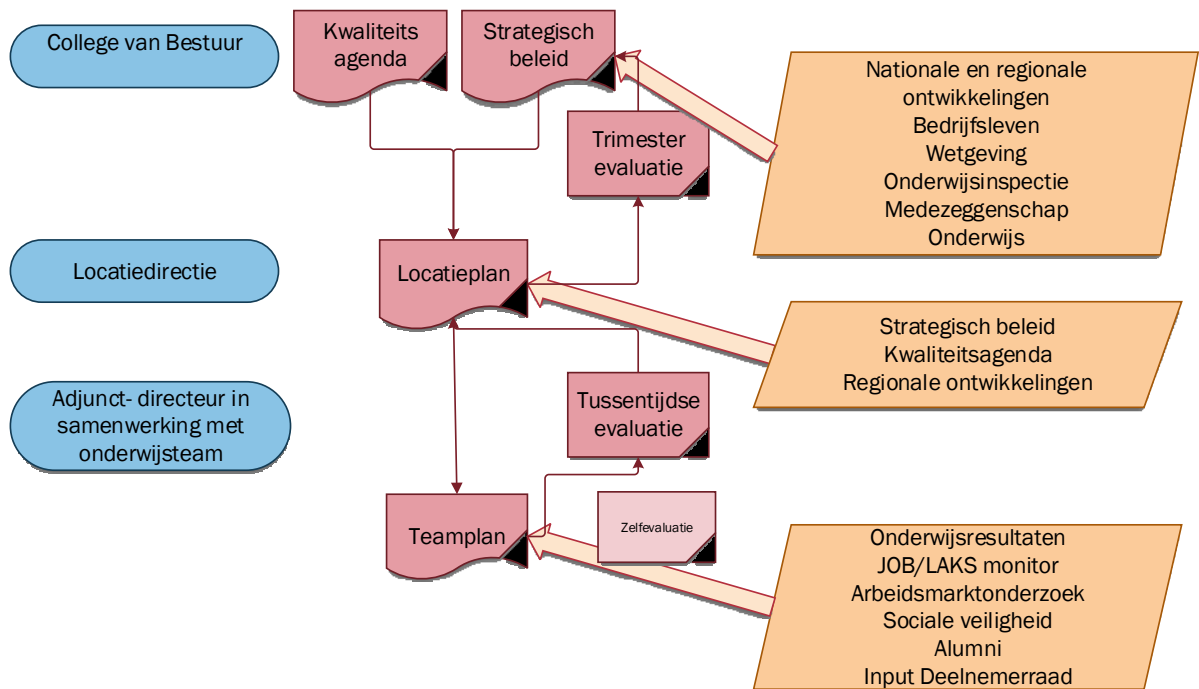 College van Bestuur
Kwaliteits
agenda
Strategisch
beleid
Nationale en regionale
ontwikkelingen
Bedrijfsleven
Wetgeving
Onderwijsinspectie
Medezeggenschap
Onderwijs
Trimester
evaluatie
Locatiedirectie
Locatieplan
Strategisch beleid
Kwaliteitsagenda
Regionale ontwikkelingen
Adjunct- directeur in
samenwerking met
onderwijsteam
Tussentijdse
evaluatie
Teamplan
Zelfevaluatie
Onderwijsresultaten
JOB/LAKS monitor
Arbeidsmarktonderzoek
Sociale veiligheid
Alumni
Input Deelnemerraad